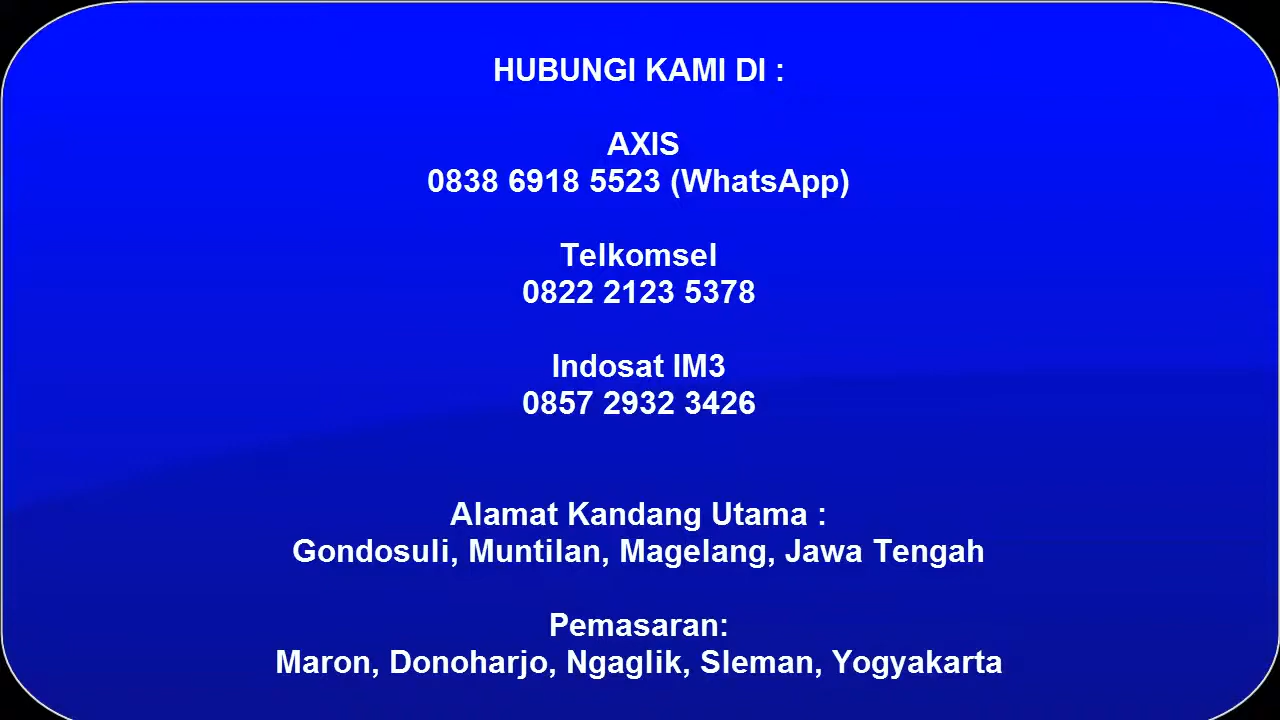 HUBUNGI KAMI DI :
AXIS
0838 6918 5523 (WhatsApp)
Telkomsel
0822 2123 5378
Indosat IM3
0857 2932 3426
Alamat Kandang Utama :
Gondosuli, Muntilan, Magelang, Jawa Tengah
Pemasaran:
Maron, Donoharjo, Ngaglik, Sleman, Yogyakarta